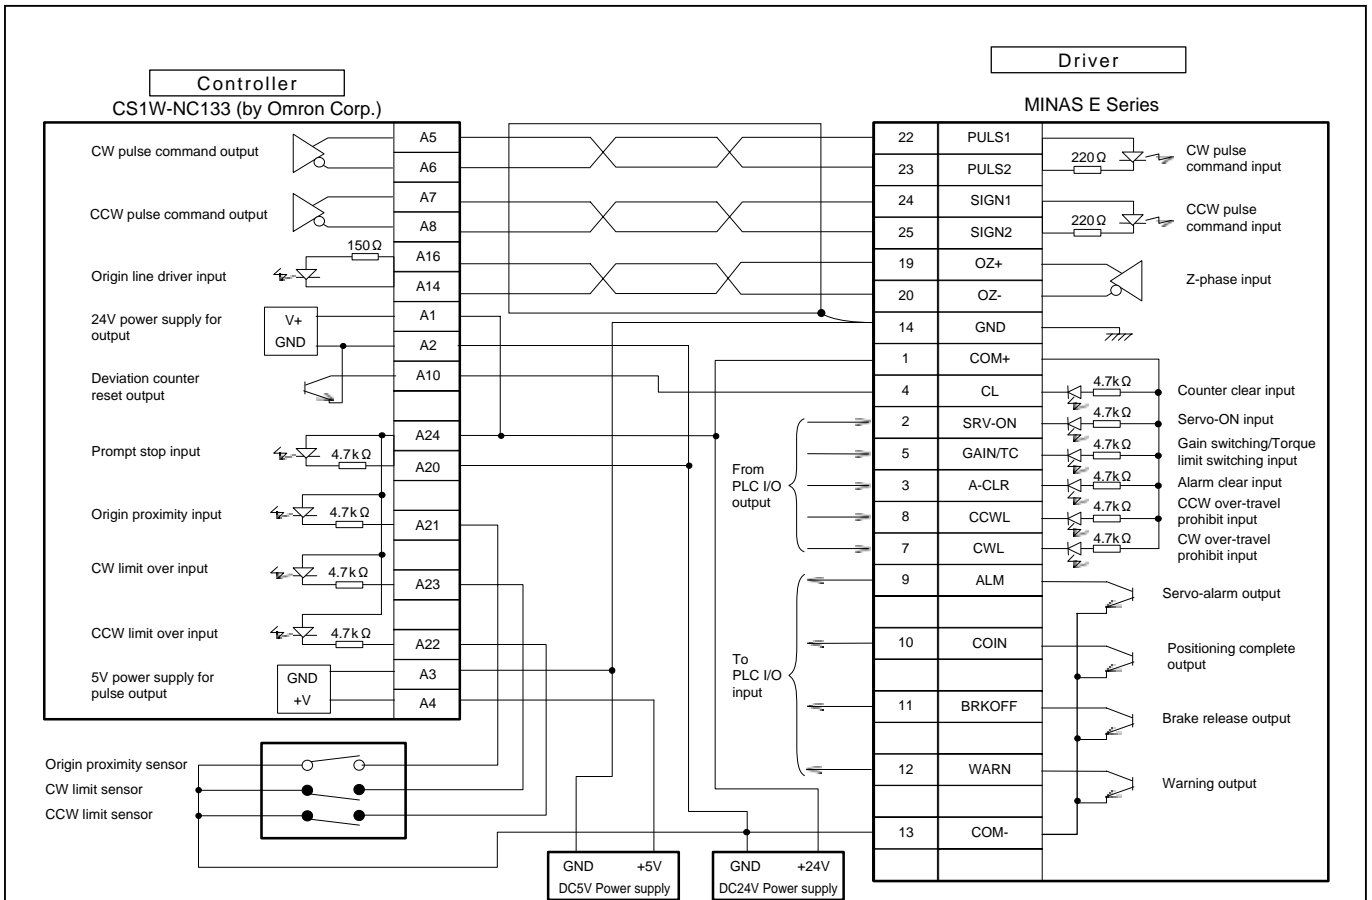 Controller
CS1W-NC133 (by Omron Corp.)
CW pulse command output
CCW pulse command output
150Ω
Origin line driver input
24V power supply for
output
V+
GND
Deviation counter
reset output
Prompt stop input
4.7k Ω
Origin proximity input
4.7k Ω
CW limit over input
4.7k Ω
CCW limit over input
4.7k Ω
5V power supply for
pulse output
GND
+V
A5
A6
A7
A8
A16
A14
A1
A2
A10
A24
A20
A21
A23
A22
A3
A4
Origin proximity sensor
CW limit sensor
CCW limit sensor
GND +5V
DC5V Power supply
GND +24V
DC24V Power supply
From
PLC I/O
output
To
PLC I/O
input
Driver
MINAS E Series
22 PULS1
23 PULS2
24 SIGN1
25 SIGN2
19 OZ+
20 OZ-
14 GND
1 COM+
4 CL
2 SRV-ON
5 GAIN/TC
3 A-CLR
8 CCWL
7 CWL
9 ALM
10 COIN
11 BRKOFF
12 WARN
13 COM-
220Ω
CW pulse
command input
220Ω
CCW pulse
command input
Z-phase input
4.7k Ω
Counter clear input
4.7k Ω
Servo-ON input
4.7k Ω
Gain switching/Torque
limit switching input
4.7k Ω
Alarm clear input
4.7k Ω
CCW over-travel
prohibit input
4.7k Ω
CW over-travel
prohibit input
Servo-alarm output
Positioning complete
output
Brake release output
Warning output